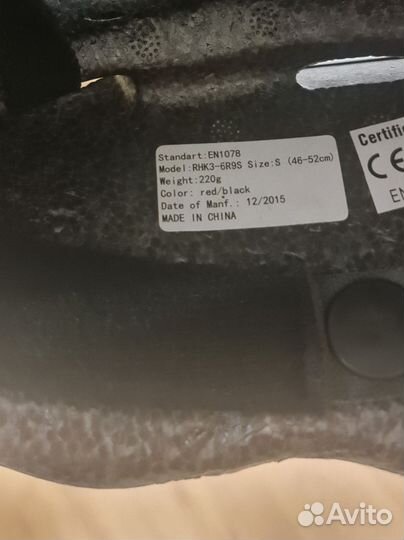 Standart:EN1078
Model:RHK3-6R9S Size:S (46-52cm)
Weight:220g
Color: red/black
Date of Manf.: 12/2015
MADE IN CHINA
CE
EN
Avito